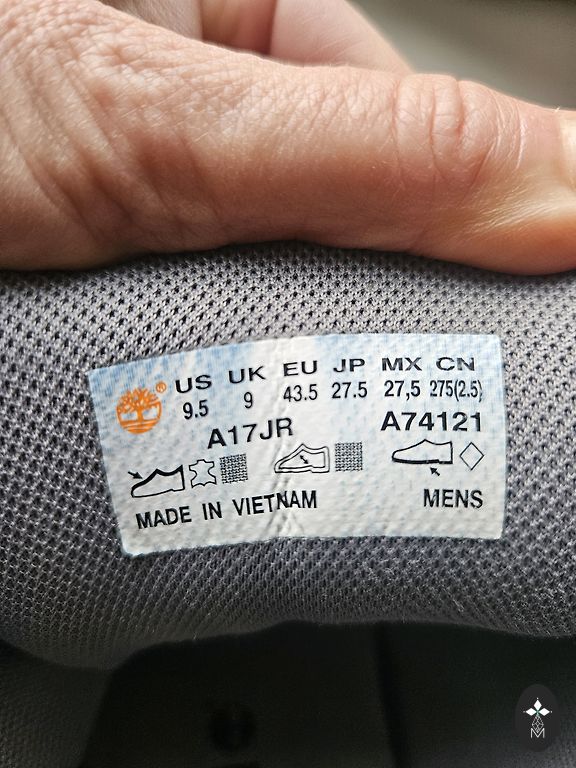 US UK EU JP MX CN
9.5 9 43.5 27.5 27,5 275(2.5)
A17JR A74121
MADE IN VIETNAM MENS
®
M